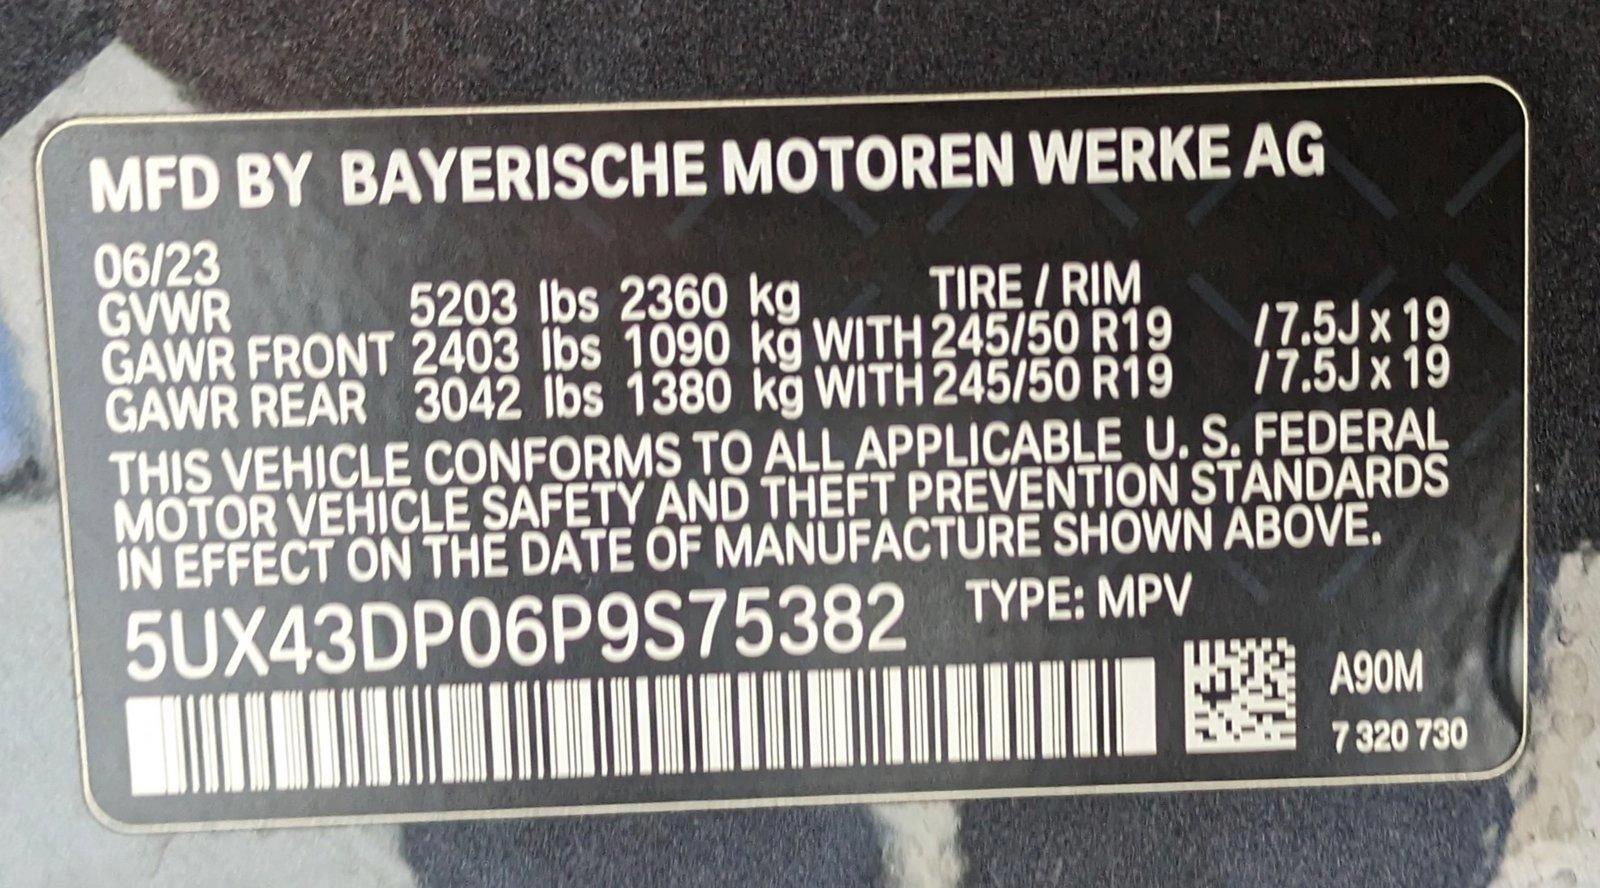 MFD BY BAYERISCHE MOTOREN WERKE AG
06/23
GVWR 5203 lbs 2360 kg TIRE / RIM
GAWR FRONT 2403 lbs 1090 kg WITH 245/50 R19 / 7.5J x 19
GAWR REAR 3042 lbs 1380 kg WITH 245/50 R19 / 7.5J x 19
THIS VEHICLE CONFORMS TO ALL APPLICABLE U. S. FEDERAL
MOTOR VEHICLE SAFETY AND THEFT PREVENTION STANDARDS
IN EFFECT ON THE DATE OF MANUFACTURE SHOWN ABOVE.
5UX43DP06P9S75382 TYPE: MPV
A90M
7 320 730